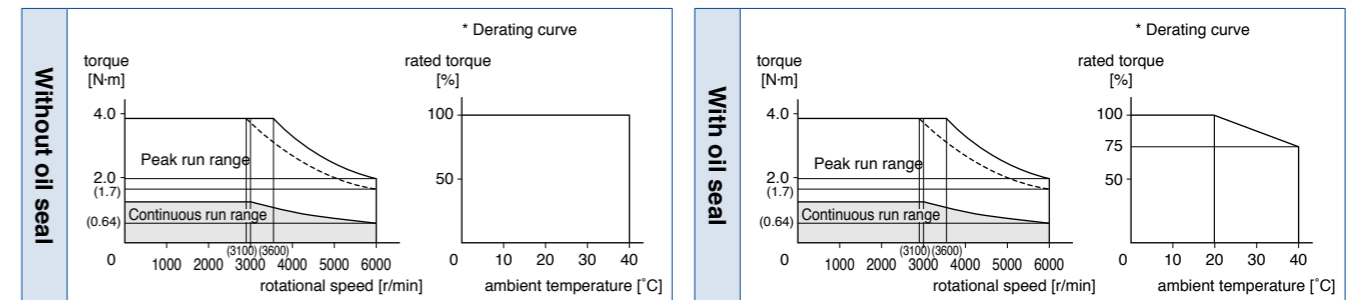 Without oil seal
* Derating curve
torque
[N·m]
rated torque
[%]
4.0
100
Peak run range
2.0
50
(1.7)
Continuous run range
(0.64)
(3100)(3600)
0
1000 2000 3000 4000 5000 6000
0
10 20 30 40
rotational speed [r/min]
ambient temperature [˚C]
With oil seal
* Derating curve
torque
[N·m]
rated torque
[%]
4.0
100
75
Peak run range
2.0
50
(1.7)
Continuous run range
(0.64)
(3100)(3600)
0
1000 2000 3000 4000 5000 6000
0
10 20 30 40
rotational speed [r/min]
ambient temperature [˚C]